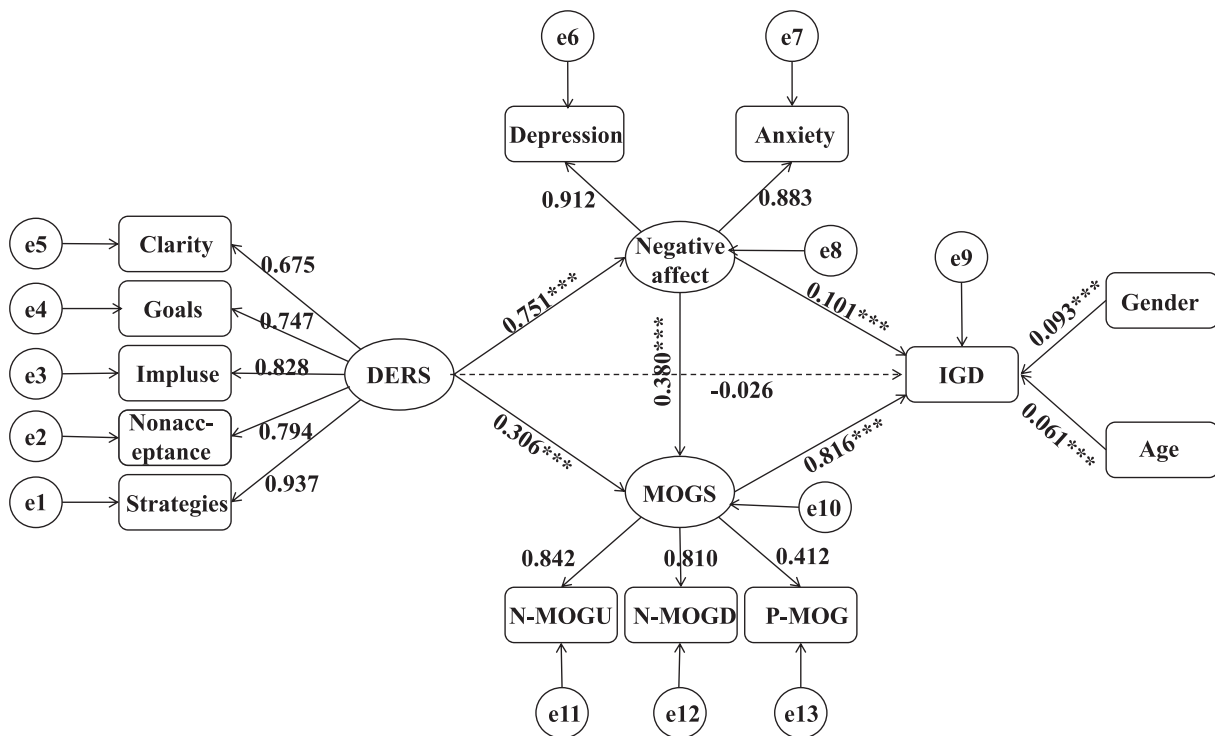 e6
e7
Depression
Anxiety
0.912
0.883
e5
Clarity
0.675
Negative
affect
e8
e9
e4
Goals
0.747
0.751***
0.101***
0.093***
Gender
e3
Impluse
0.828
DERS
0.380***
-0.026
IGD
e2
Nonacc-
eptance
0.794
0.306***
0.816***
0.061***
Age
e1
Strategies
0.937
MOGS
e10
0.842
0.810
0.412
N-MOGU
N-MOGD
P-MOG
e11
e12
e13